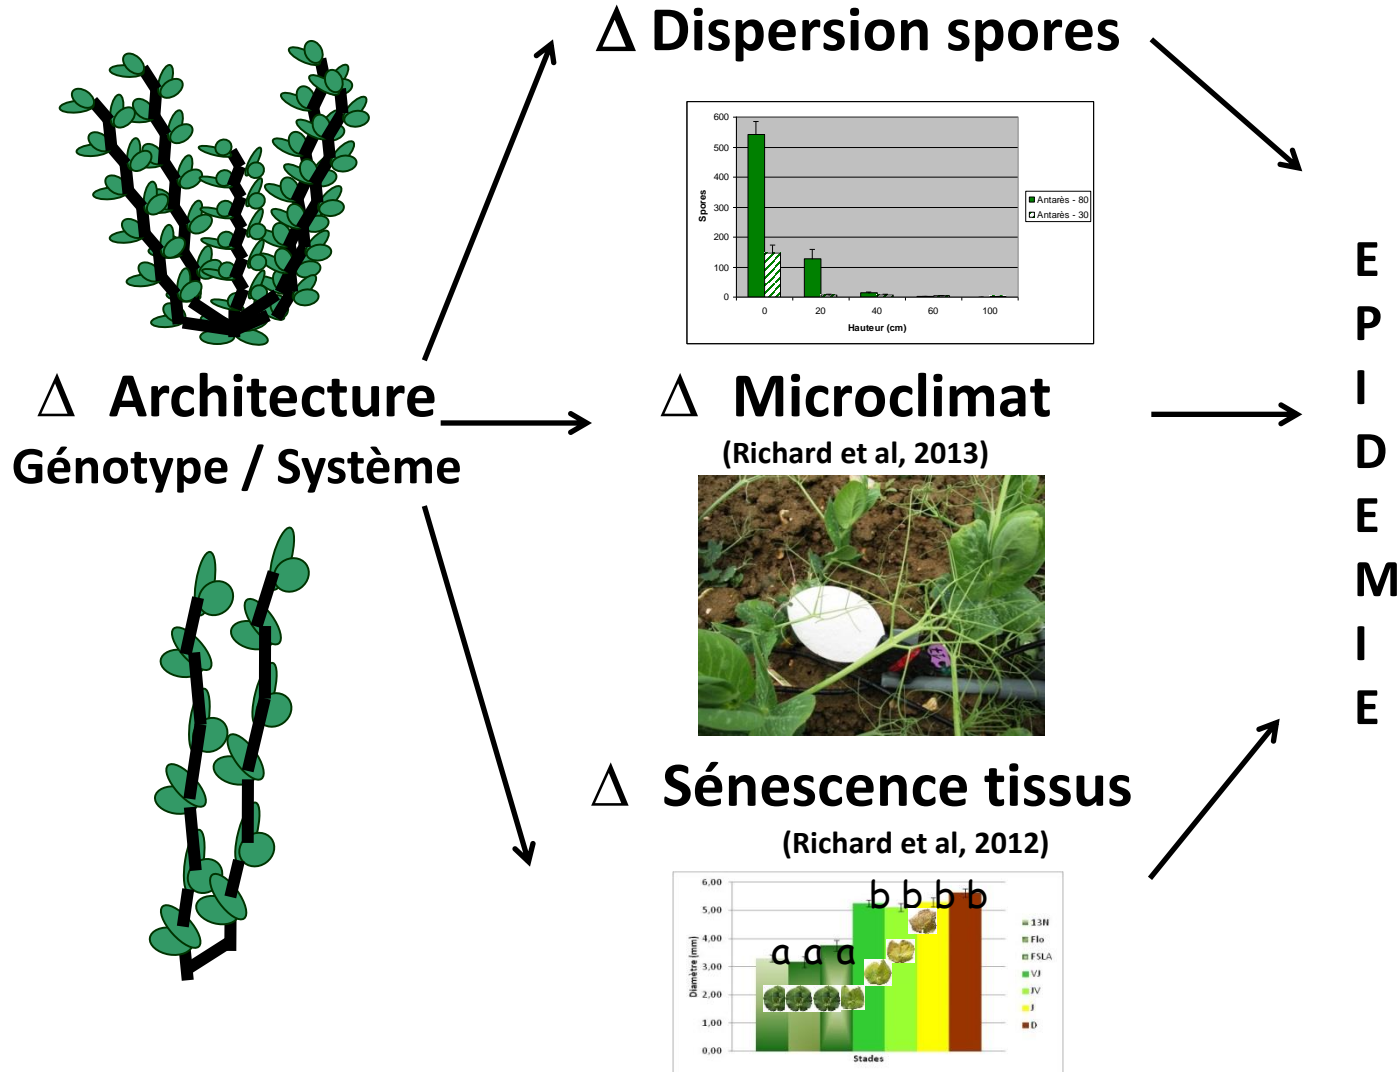 Δ Dispersion spores
600
500
400
300
200
100
0
Spores
0 20 40 60 100
Hauteur (cm)
Antarès - 80
Antarès - 30
Δ Architecture
Génotype / Système
Δ Microclimat
(Richard et al, 2013)
Δ Sénescence tissus
(Richard et al, 2012)
6,00
5,00
4,00
3,00
2,00
1,00
0,00
Diamètre (mm)
a a a b b b b
Stades
13N
Flo
FSLA
VJ
JV
J
D
E
P
I
D
E
M
I
E